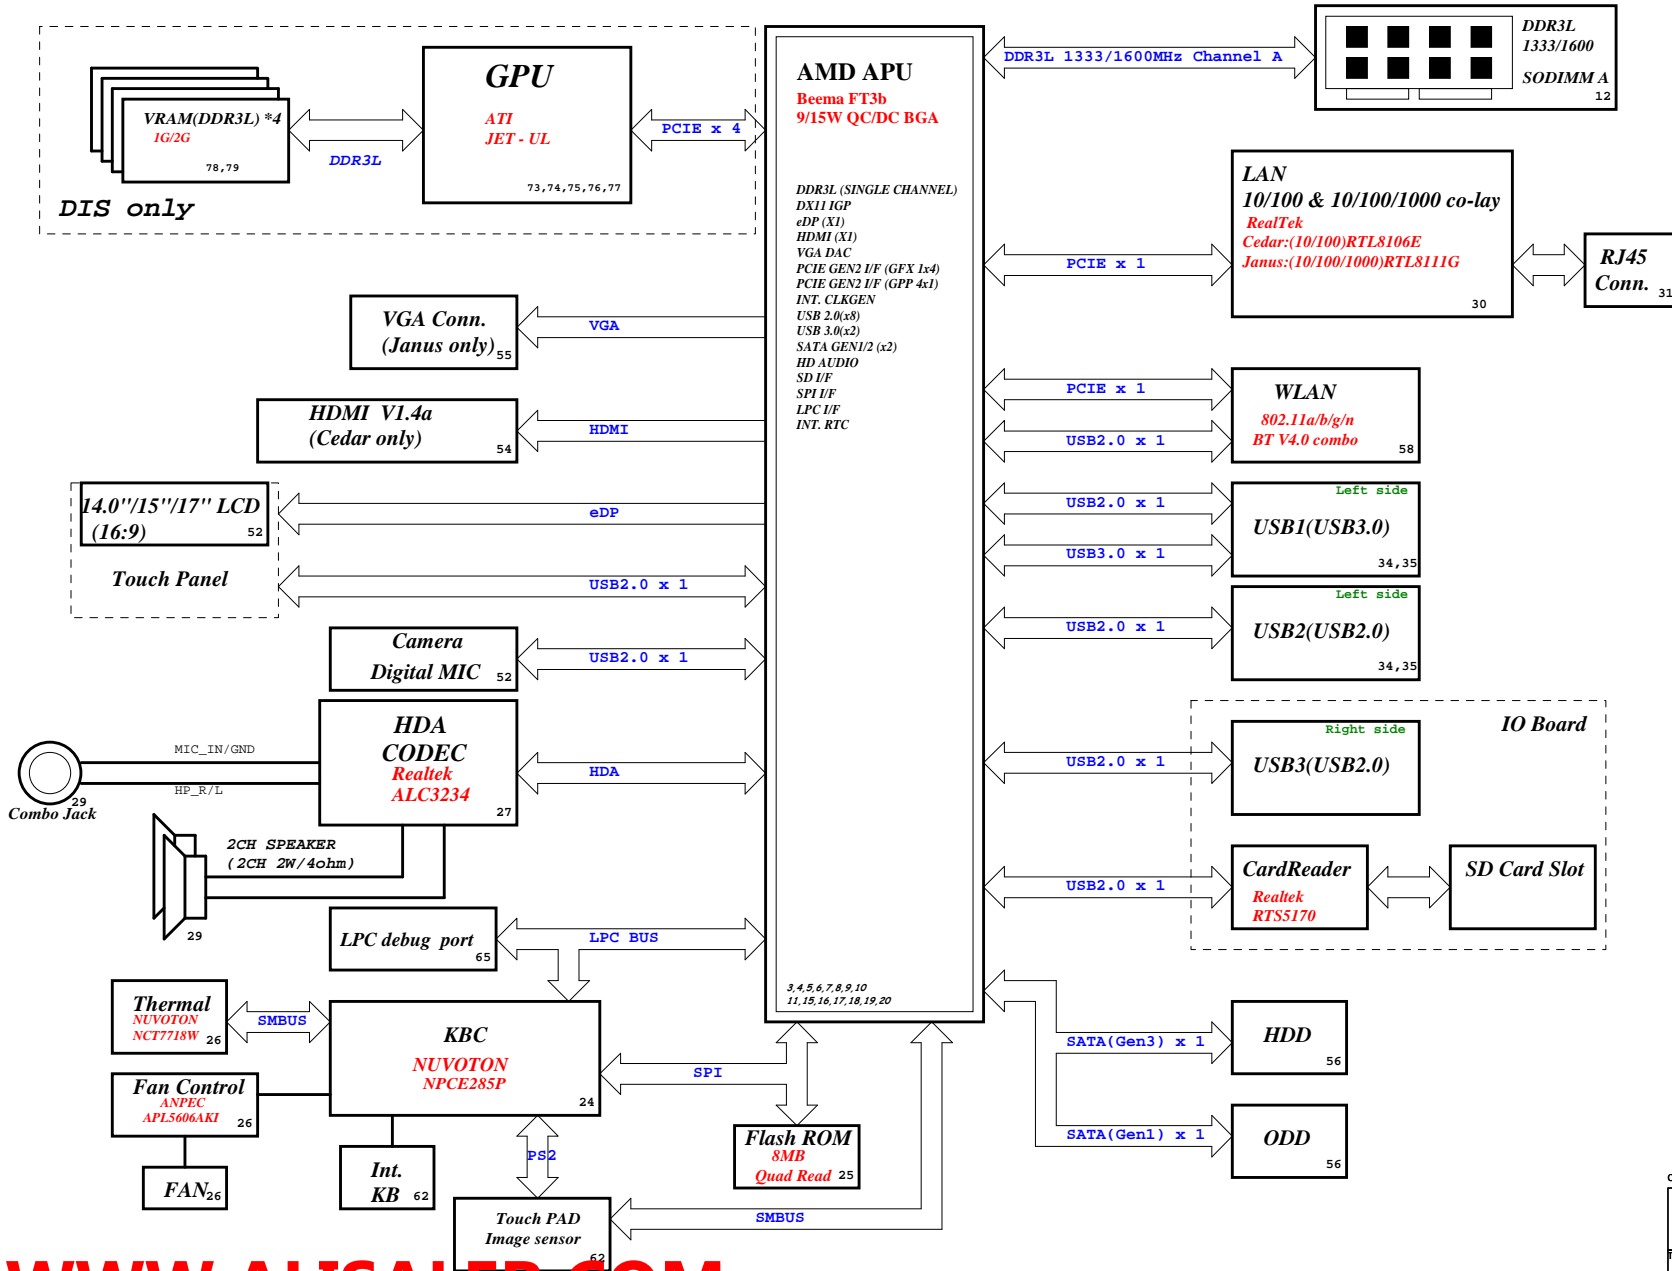 VRAM(DDR3L) *4
1G/2G
78,79
DDR3L
GPU
ATI
JET - UL
73,74,75,76,77
DIS only
PCIE x 4
AMD APU
Beema FT3b
9/15W QC/DC BGA
DDR3L (SINGLE CHANNEL)
DX11 IGP
eDP (X1)
HDMI (X1)
VGA DAC
PCIE GEN2 I/F (GFX 1x4)
PCIE GEN2 I/F (GPP 4x1)
INT. CLKGEN
USB 2.0(x8)
USB 3.0(x2)
SATA GEN1/2 (x2)
HD AUDIO
SD I/F
SPI I/F
LPC I/F
INT. RTC
3,4,5,6,7,8,9,10
11,15,16,17,18,19,20
DDR3L 1333/1600MHz Channel A
DDR3L
1333/1600
SODIMM A
12
PCIE x 1
LAN
10/100 & 10/100/1000 co-lay
RealTek
Cedar:(10/100)RTL8106E
Janus:(10/100/1000)RTL8111G
30
RJ45
Conn.
31
VGA Conn.
(Janus only)
55
VGA
HDMI V1.4a
(Cedar only)
54
HDMI
14.0''/15''/17'' LCD
(16:9)
52
eDP
Touch Panel
USB2.0 x 1
Camera
Digital MIC
52
USB2.0 x 1
PCIE x 1
USB2.0 x 1
WLAN
802.11a/b/g/n
BT V4.0 combo
58
USB2.0 x 1
USB3.0 x 1
Left side
USB1(USB3.0)
34,35
USB2.0 x 1
Left side
USB2(USB2.0)
34,35
IO Board
USB2.0 x 1
Right side
USB3(USB2.0)
USB2.0 x 1
CardReader
Realtek
RTS5170
SD Card Slot
HDA
CODEC
Realtek
ALC3234
27
HDA
MIC_IN/GND
HP_R/L
29
Combo Jack
2CH SPEAKER
(2CH 2W/4ohm)
29
LPC debug port
65
LPC BUS
Thermal
NUVOTON
NCT7718W
26
SMBUS
KBC
NUVOTON
NPCE285P
24
SPI
Fan Control
ANPEC
APL5606AKI
26
FAN
26
Int.
KB
62
PS2
Flash ROM
8MB
Quad Read
25
Touch PAD
Image sensor
62
SMBUS
SATA(Gen3) x 1
HDD
56
SATA(Gen1) x 1
ODD
56
WWW.ALISALER.COM